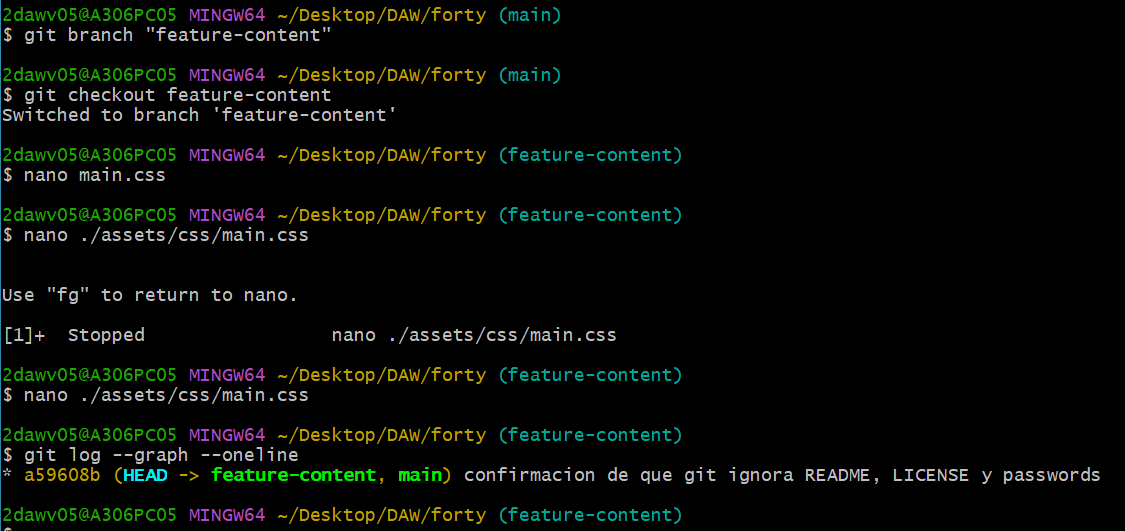 2dawv05@A306PC05 MINGW64 ~/Desktop/DAW/forty (main)
$ git branch "feature-content"
2dawv05@A306PC05 MINGW64 ~/Desktop/DAW/forty (main)
$ git checkout feature-content
Switched to branch 'feature-content'
2dawv05@A306PC05 MINGW64 ~/Desktop/DAW/forty (feature-content)
$ nano main.css
2dawv05@A306PC05 MINGW64 ~/Desktop/DAW/forty (feature-content)
$ nano ./assets/css/main.css
Use "fg" to return to nano.
[1]+  Stopped                 nano ./assets/css/main.css
2dawv05@A306PC05 MINGW64 ~/Desktop/DAW/forty (feature-content)
$ nano ./assets/css/main.css
2dawv05@A306PC05 MINGW64 ~/Desktop/DAW/forty (feature-content)
$ git log --graph --oneline
* a59608b (HEAD -> feature-content, main) confirmacion de que git ignora README, LICENSE y passwords
2dawv05@A306PC05 MINGW64 ~/Desktop/DAW/forty (feature-content)
$